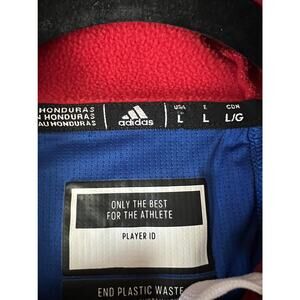 HONDURAS
N HONDURAS
AU HONDURAS
adidas
USA E CDN
L L L/G
ONLY THE BEST
FOR THE ATHLETE
PLAYER ID
END PLASTIC WASTE